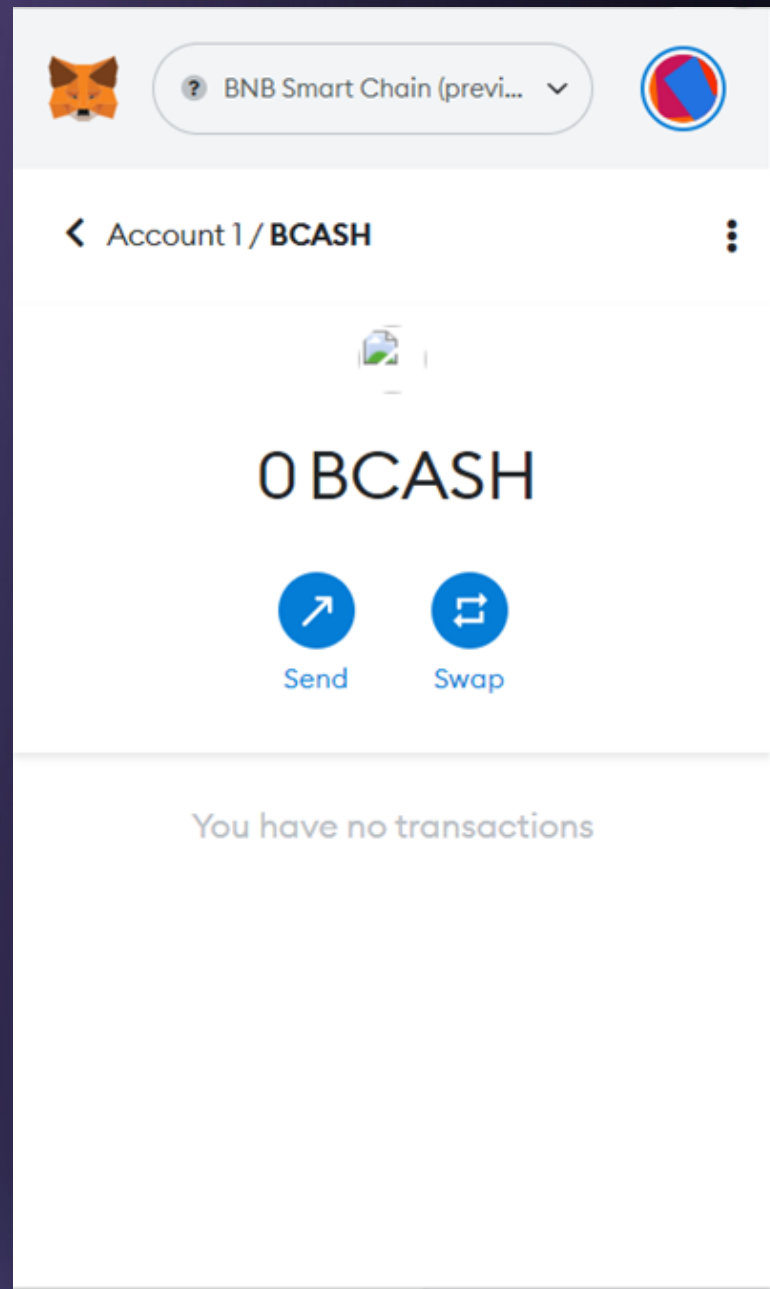 ? BNB Smart Chain (previ...
Account 1 / BCASH
0 BCASH
Send Swap
You have no transactions